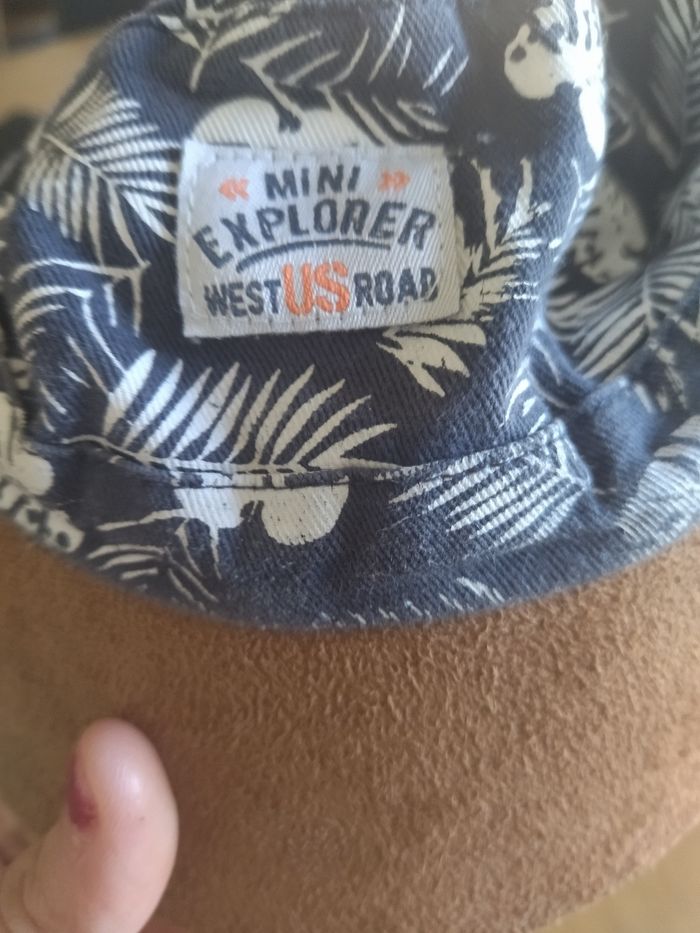 « MINI »
EXPLORER
WEST US ROAD